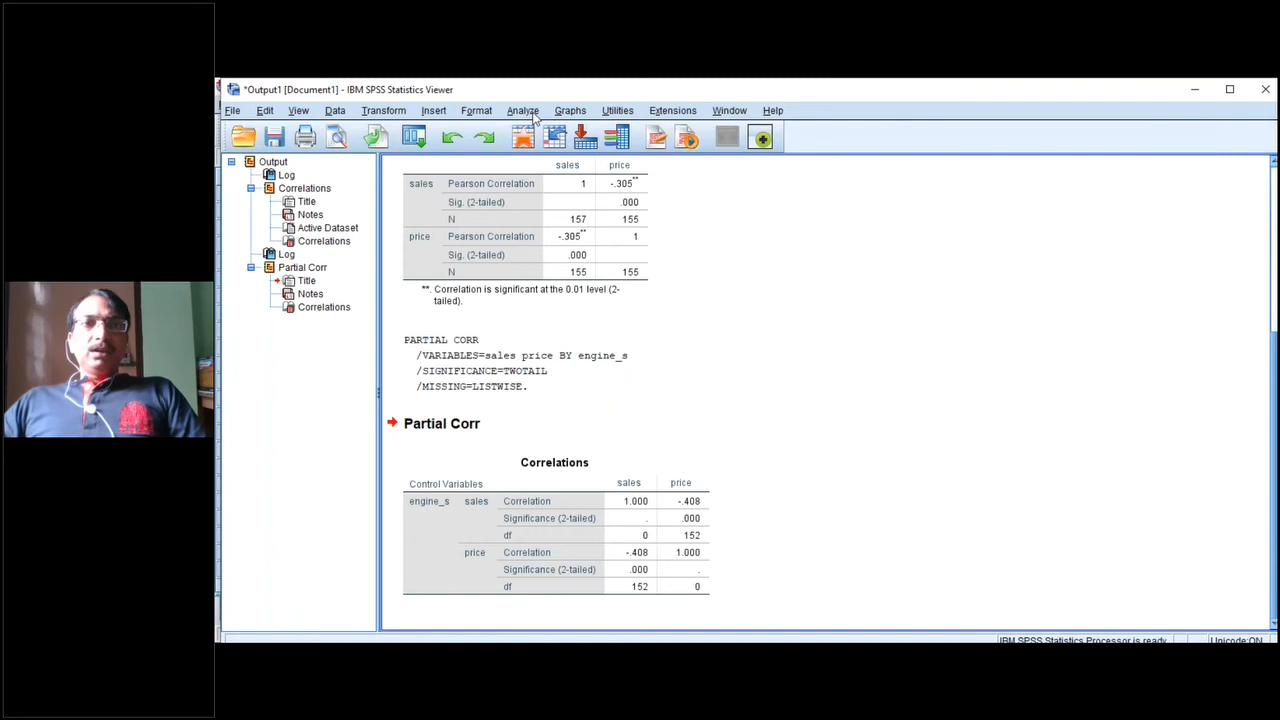 *Output1 [Document1] - IBM SPSS Statistics Viewer
File Edit View Data Transform Insert Format Analyze Graphs Utilities Extensions Window Help
Output
Log
Correlations
Title
Notes
Active Dataset
Correlations
Log
Partial Corr
Title
Notes
Correlations
sales price
sales Pearson Correlation 1 -.305**
Sig. (2-tailed) .000
N 157 155
price Pearson Correlation -.305** 1
Sig. (2-tailed) .000
N 155 155
**. Correlation is significant at the 0.01 level (2-
tailed).
PARTIAL CORR
/VARIABLES=sales price BY engine_s
/SIGNIFICANCE=TWOTAIL
/MISSING=LISTWISE.
Partial Corr
Correlations
Control Variables sales price
engine_s sales Correlation 1.000 -.408
Significance (2-tailed) . .000
df 0 152
price Correlation -.408 1.000
Significance (2-tailed) .000 .
df 152 0
IBM SPSS Statistics Processor is ready Unicode:ON